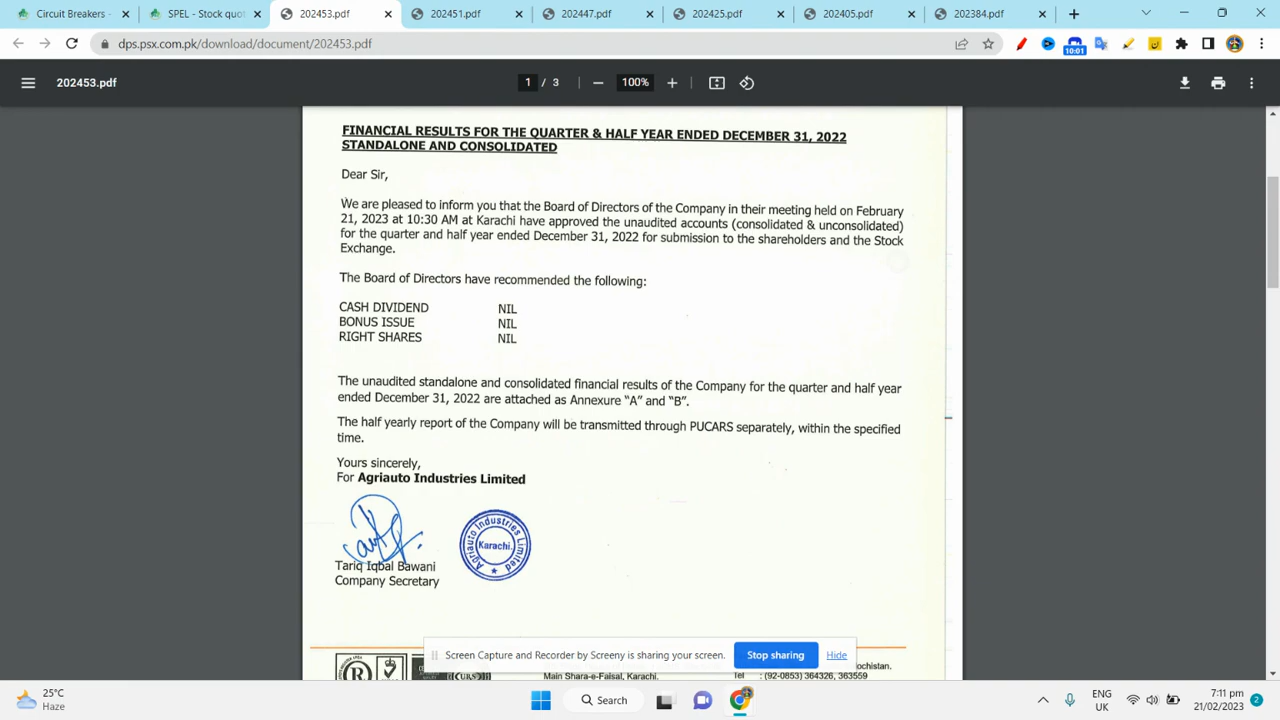 Circuit Breakers -
SPEL - Stock quot
202453.pdf
202451.pdf
202447.pdf
202425.pdf
202405.pdf
202384.pdf
dps.psx.com.pk/download/document/202453.pdf
10:01
202453.pdf
1 / 3
100%
FINANCIAL RESULTS FOR THE QUARTER & HALF YEAR ENDED DECEMBER 31, 2022
STANDALONE AND CONSOLIDATED
Dear Sir,
We are pleased to inform you that the Board of Directors of the Company in their meeting held on February
21, 2023 at 10:30 AM at Karachi have approved the unaudited accounts (consolidated & unconsolidated)
for the quarter and half year ended December 31, 2022 for submission to the shareholders and the Stock
Exchange.
The Board of Directors have recommended the following:
CASH DIVIDEND NIL
BONUS ISSUE NIL
RIGHT SHARES NIL
The unaudited standalone and consolidated financial results of the Company for the quarter and half year
ended December 31, 2022 are attached as Annexure “A” and “B”.
The half yearly report of the Company will be transmitted through PUCARS separately, within the specified
time.
Yours sincerely,
For Agriauto Industries Limited
Agriauto Industries Limited
Karachi.
Tariq Iqbal Bawani
Company Secretary
Screen Capture and Recorder by Screeny is sharing your screen.
Stop sharing
Hide
R
Main Shara-e-Faisal, Karachi.
ochistan.
Tel : (92-0853) 364326, 363559
25°C
Haze
Search
ENG
UK
7:11 pm
21/02/2023
2